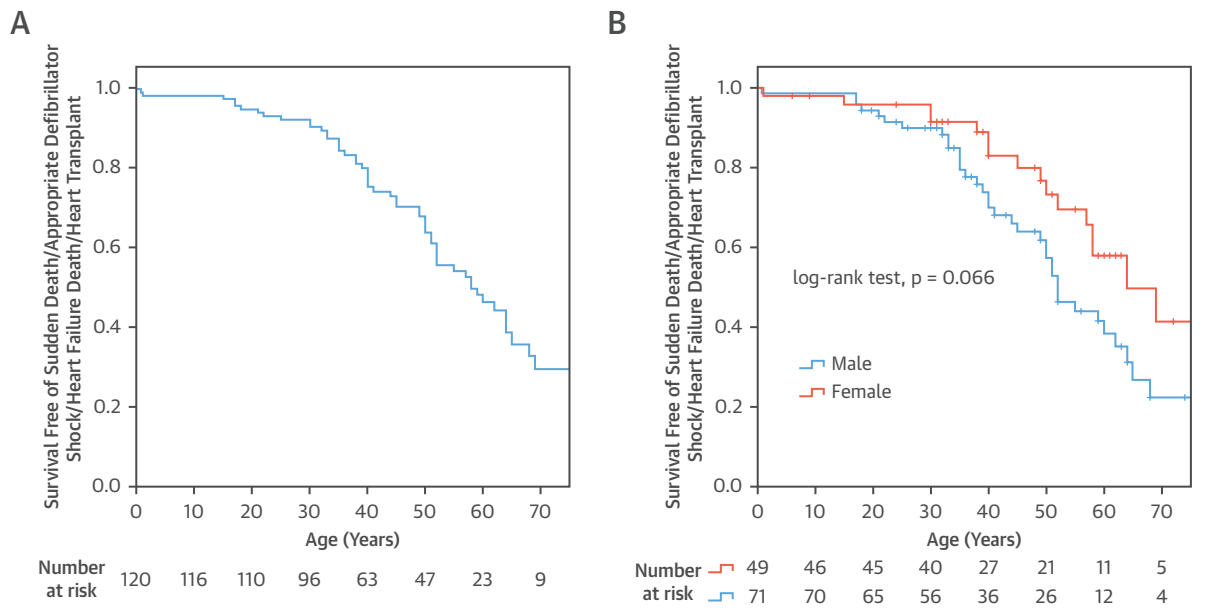 A
Survival Free of Sudden Death/Appropriate Defibrillator
Shock/Heart Failure Death/Heart Transplant
1.0
0.8
0.6
0.4
0.2
0.0
0 10 20 30 40 50 60 70
Age (Years)
Number
at risk
120 116 110 96 63 47 23 9
B
Survival Free of Sudden Death/Appropriate Defibrillator
Shock/Heart Failure Death/Heart Transplant
1.0
0.8
0.6
0.4
0.2
0.0
log-rank test, p = 0.066
Male
Female
0 10 20 30 40 50 60 70
Age (Years)
Number
at risk
49 46 45 40 27 21 11 5
71 70 65 56 36 26 12 4